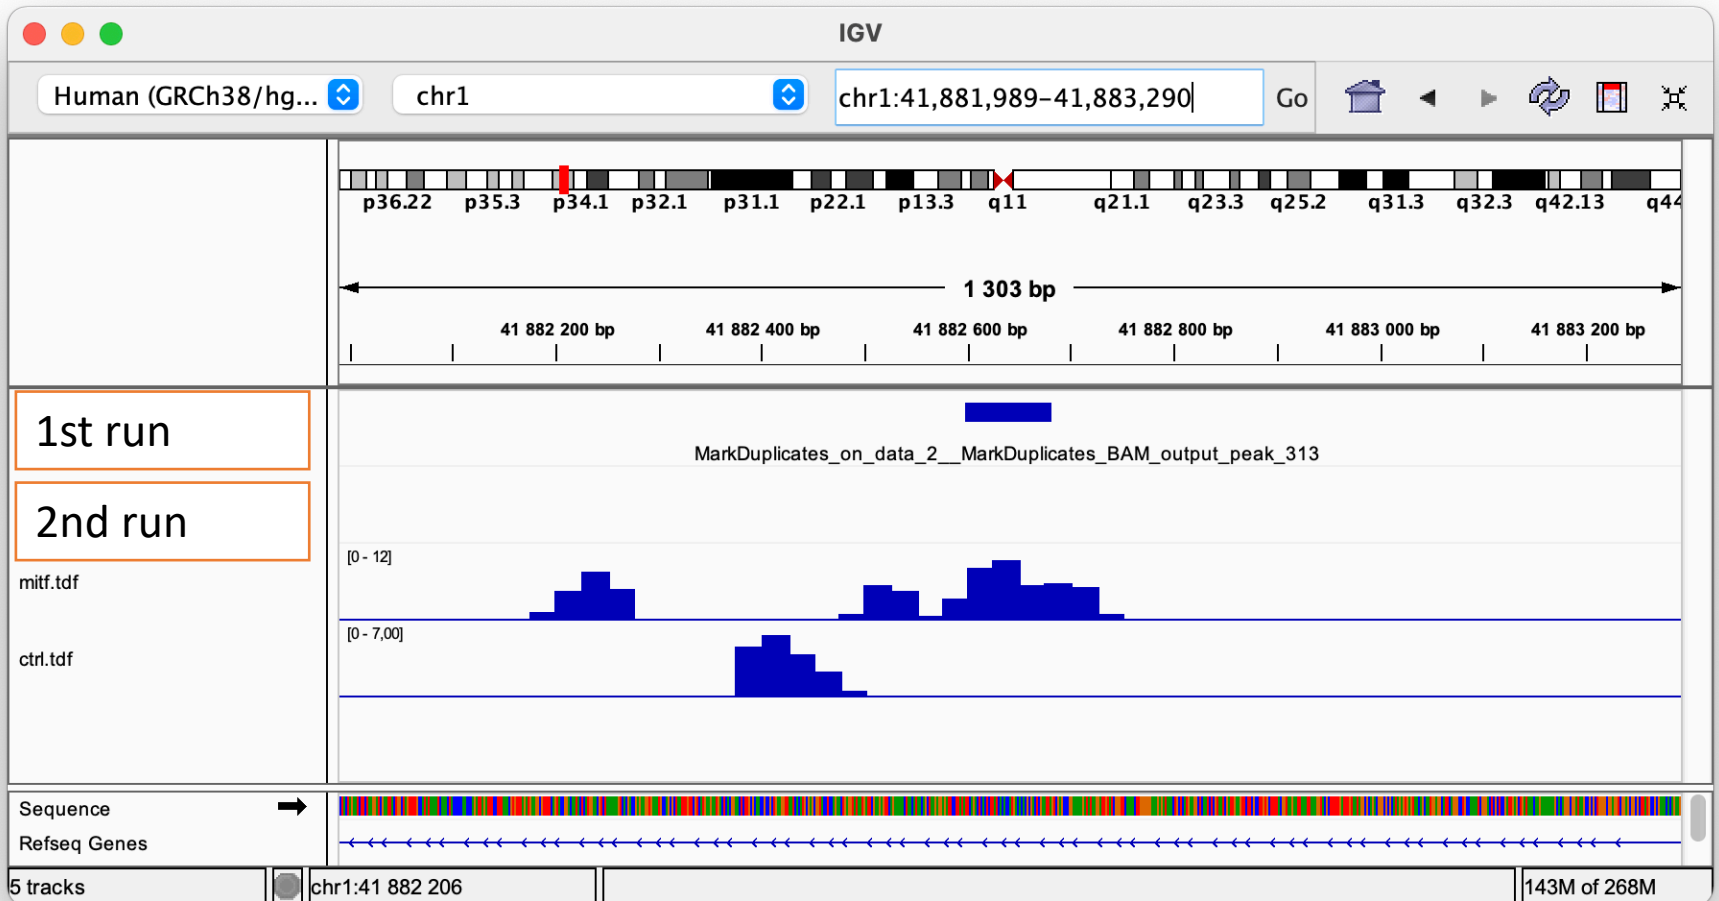 IGV
Human (GRCh38/hg... chr1 chr1:41,881,989-41,883,290 Go
p36.22 p35.3 p34.1 p32.1 p31.1 p22.1 p13.3 q11 q21.1 q23.3 q25.2 q31.3 q32.3 q42.13 q44
1 303 bp
41 882 200 bp 41 882 400 bp 41 882 600 bp 41 882 800 bp 41 883 000 bp 41 883 200 bp
1st run
MarkDuplicates_on_data_2__MarkDuplicates_BAM_output_peak_313
2nd run
[0 - 12]
mitf.tdf
[0 - 7,00]
ctrl.tdf
Sequence
Refseq Genes
5 tracks chr1:41 882 206 143M of 268M